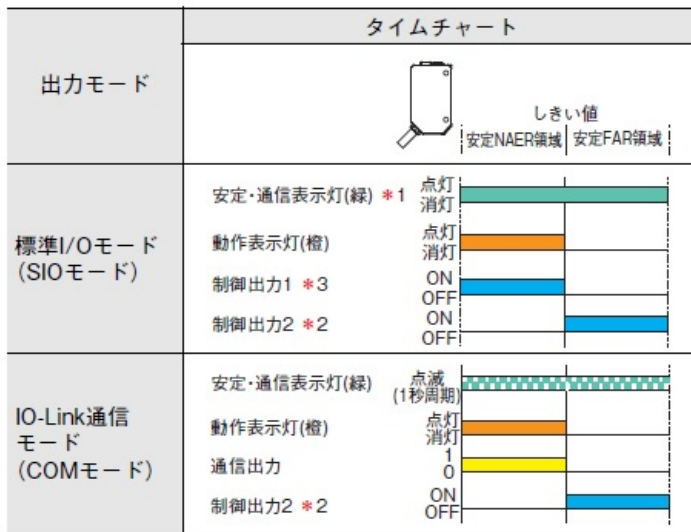 出力モード
タイムチャート
しきい値
安定NAER領域 安定FAR領域
標準I/Oモード
(SIOモード)
安定・通信表示灯(緑) *1 点灯
消灯
動作表示灯(橙) 点灯
消灯
制御出力1 *3 ON
OFF
制御出力2 *2 ON
OFF
IO-Link通信
モード
(COMモード)
安定・通信表示灯(緑) 点滅
(1秒周期)
動作表示灯(橙) 点灯
消灯
通信出力 1
0
制御出力2 *2 ON
OFF